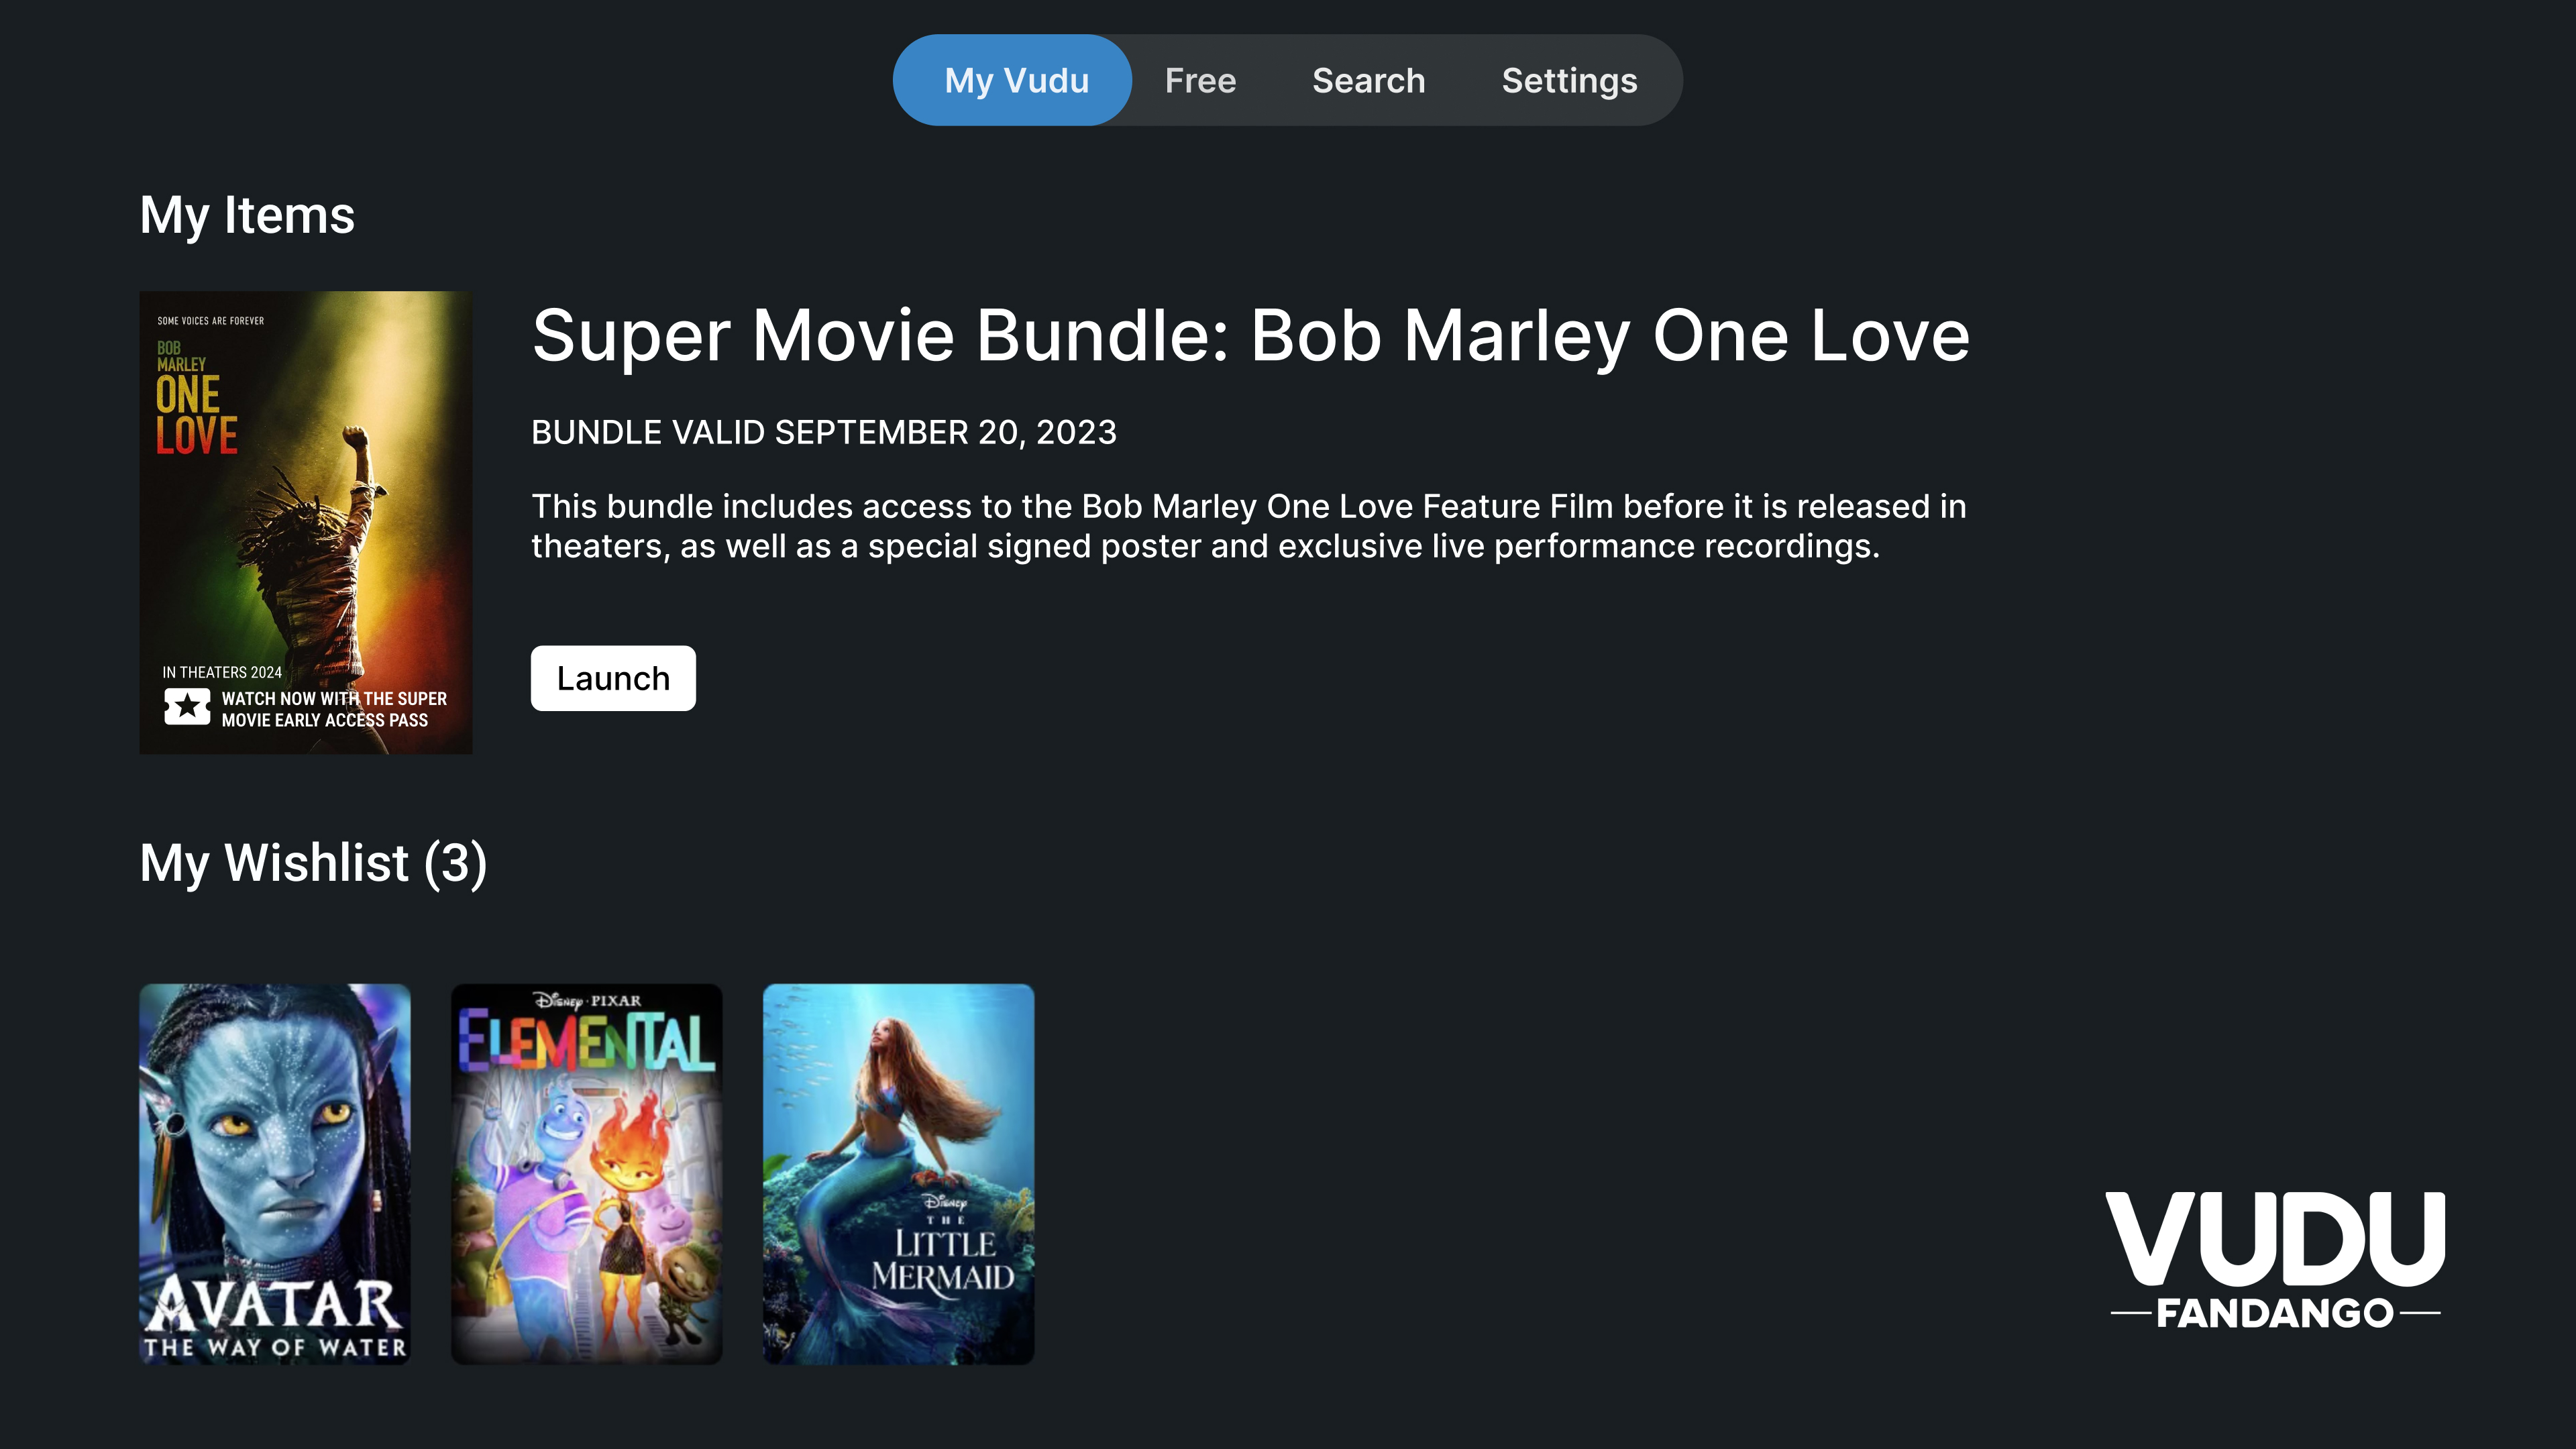 My Vudu Free Search Settings
My Items
SOME VOICES ARE FOREVER
BOB
MARLEY
ONE
LOVE
IN THEATERS 2024
WATCH NOW WITH THE SUPER
MOVIE EARLY ACCESS PASS
Super Movie Bundle: Bob Marley One Love
BUNDLE VALID SEPTEMBER 20, 2023
This bundle includes access to the Bob Marley One Love Feature Film before it is released in
theaters, as well as a special signed poster and exclusive live performance recordings.
Launch
My Wishlist (3)
AVATAR
THE WAY OF WATER
Disney · PIXAR
ELEMENTAL
Disney
THE
LITTLE
MERMAID
VUDU
FANDANGO